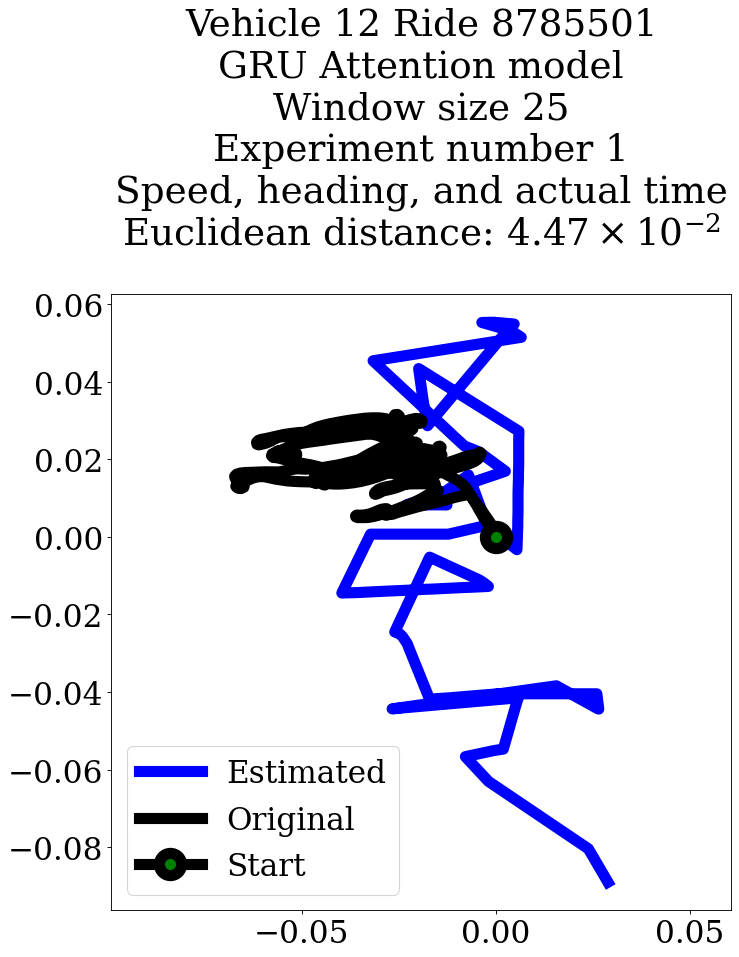 Vehicle 12 Ride 8785501
GRU Attention model
Window size 25
Experiment number 1
Speed, heading, and actual time
Euclidean distance: 4.47 × 10⁻²
0.06
0.04
0.02
0.00
−0.02
−0.04
−0.06
−0.08
Estimated
Original
Start
−0.05 0.00 0.05